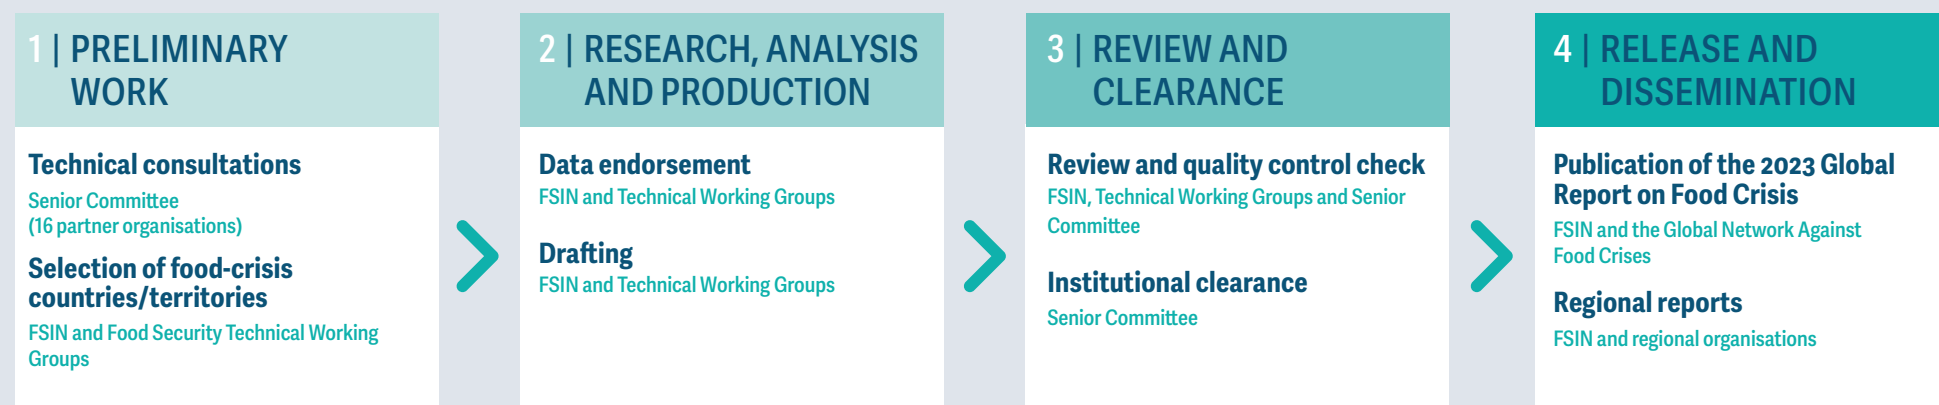 1 | PRELIMINARY
WORK
Technical consultations
Senior Committee
(16 partner organisations)
Selection of food-crisis
countries/territories
FSIN and Food Security Technical Working
Groups
2 | RESEARCH, ANALYSIS
AND PRODUCTION
Data endorsement
FSIN and Technical Working Groups
Drafting
FSIN and Technical Working Groups
3 | REVIEW AND
CLEARANCE
Review and quality control check
FSIN, Technical Working Groups and Senior
Committee
Institutional clearance
Senior Committee
4 | RELEASE AND
DISSEMINATION
Publication of the 2023 Global
Report on Food Crisis
FSIN and the Global Network Against
Food Crises
Regional reports
FSIN and regional organisations